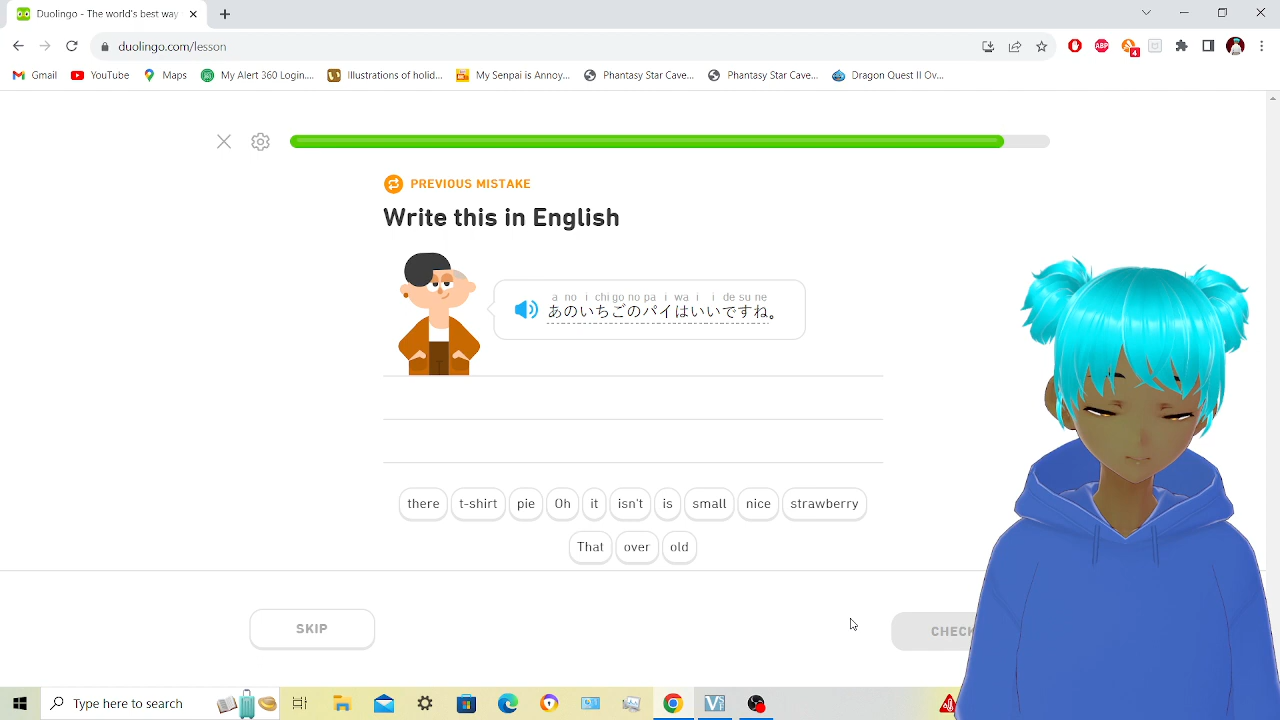 Duolingo - The world's best way
duolingo.com/lesson
4
ABP
Gmail YouTube Maps My Alert 360 Login.... Illustrations of holid... My Senpai is Annoy... Phantasy Star Cave... Phantasy Star Cave... Dragon Quest II Ov...
PREVIOUS MISTAKE
Write this in English
a no i chi go no pa i wa i i de su ne
あのいちごのパイはいいですね。
there t-shirt pie Oh it isn't is small nice strawberry
That over old
SKIP
CHECK
Type here to search